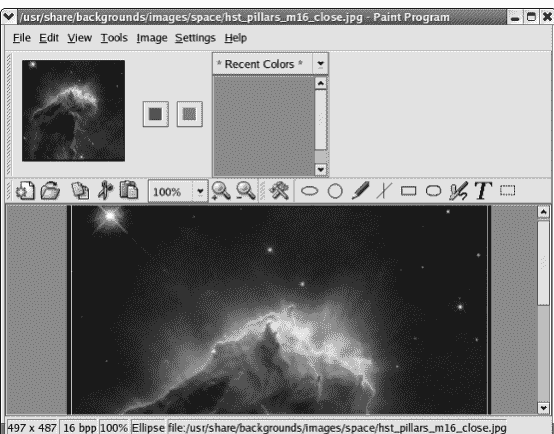 /usr/share/backgrounds/images/space/hst_pillars_m16_close.jpg - Paint Program
File Edit View Tools Image Settings Help
* Recent Colors *
100%
T
497 x 487 16 bpp 100% Ellipse file:/usr/share/backgrounds/images/space/hst_pillars_m16_close.jpg